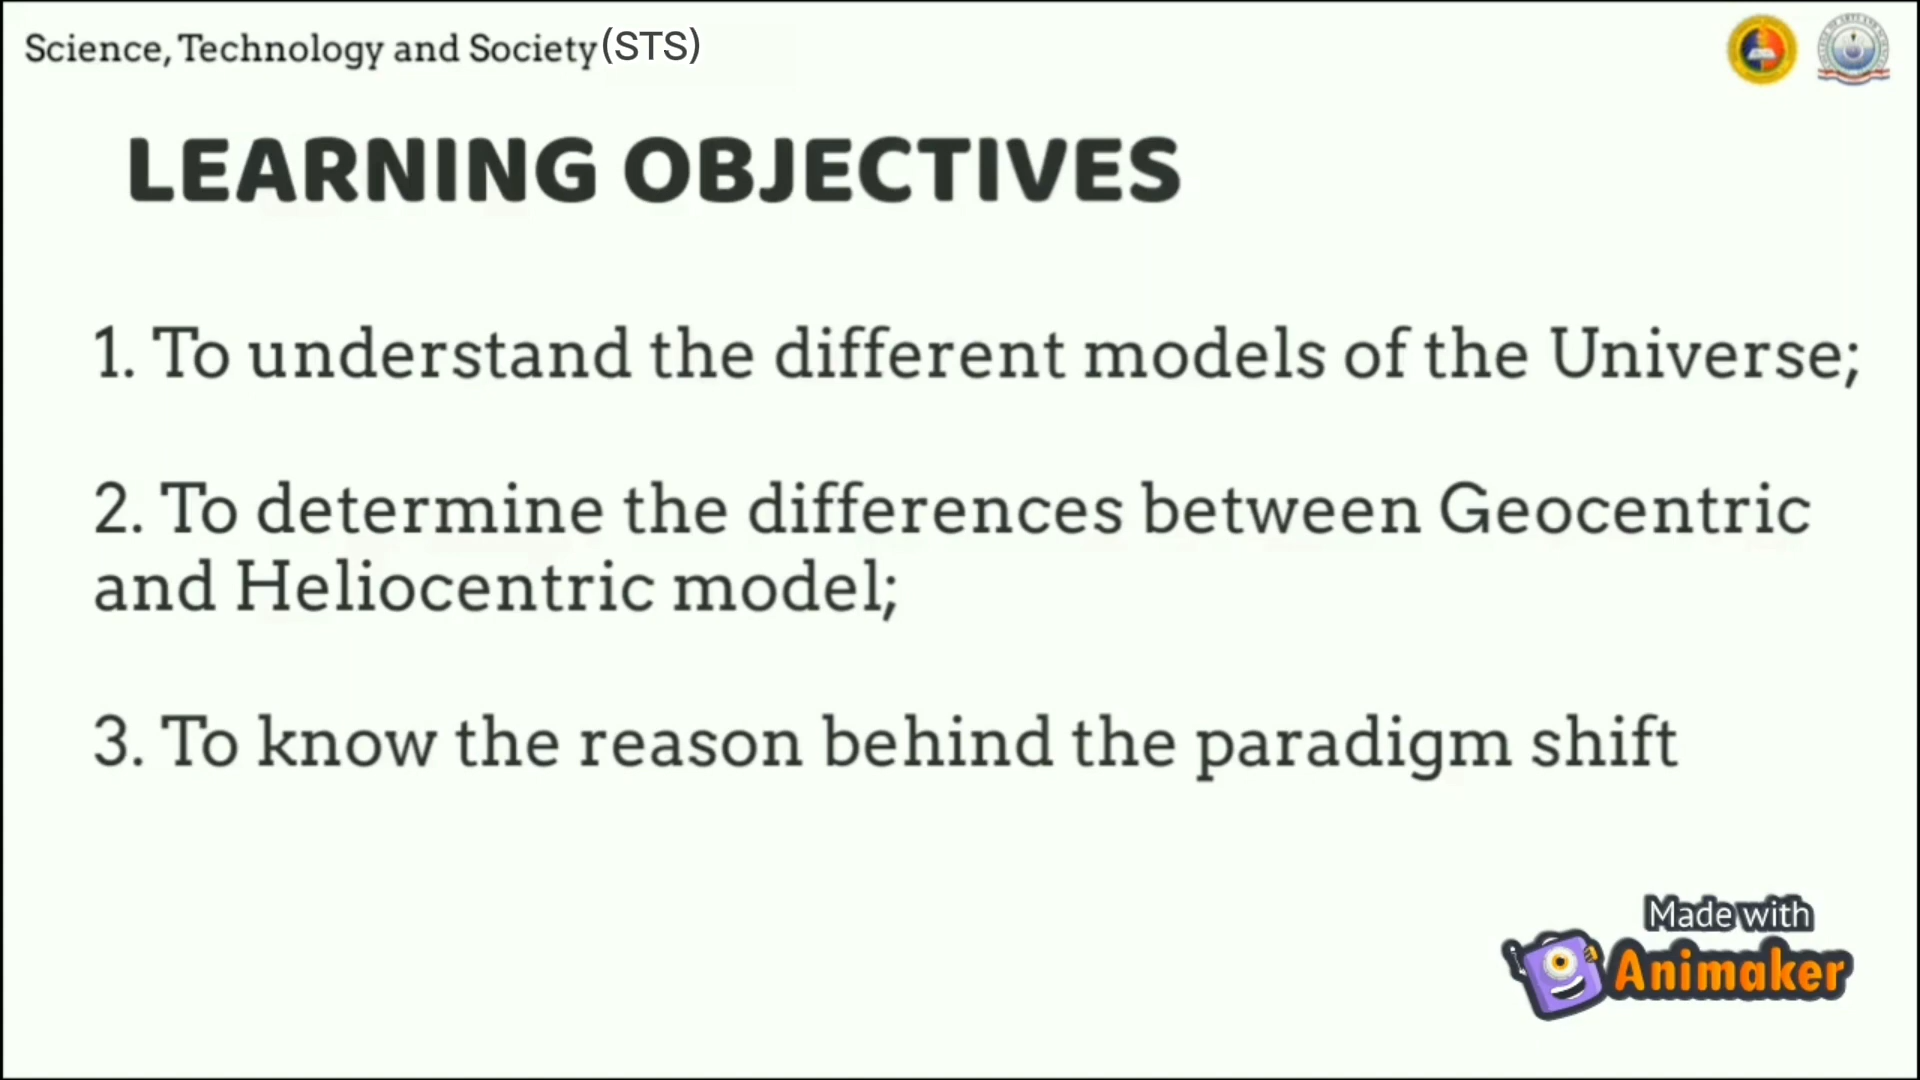 Science, Technology and Society (STS)
LEARNING OBJECTIVES
1. To understand the different models of the Universe;
2. To determine the differences between Geocentric
and Heliocentric model;
3. To know the reason behind the paradigm shift
Made with
Animaker